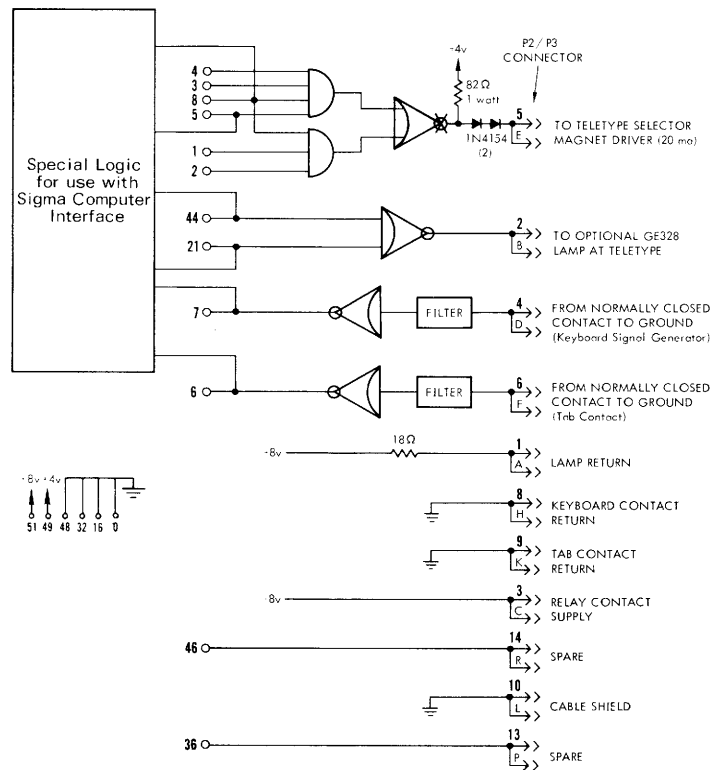 Special Logic
for use with
Sigma Computer
Interface
4
3
8
5
1
2
44
21
7
6
+4v
82Ω
1 watt
1N4154
(2)
P2/P3
CONNECTOR
5
E
TO TELETYPE SELECTOR
MAGNET DRIVER (20 ma)
2
B
TO OPTIONAL GE328
LAMP AT TELETYPE
FILTER
4
D
FROM NORMALLY CLOSED
CONTACT TO GROUND
(Keyboard Signal Generator)
FILTER
6
F
FROM NORMALLY CLOSED
CONTACT TO GROUND
(Tab Contact)
+8v
18Ω
1
A
LAMP RETURN
+8v +4v
51 49 48 32 16 0
8
H
KEYBOARD CONTACT
RETURN
9
K
TAB CONTACT
RETURN
8v
3
C
RELAY CONTACT
SUPPLY
46
14
R
SPARE
10
L
CABLE SHIELD
36
13
P
SPARE